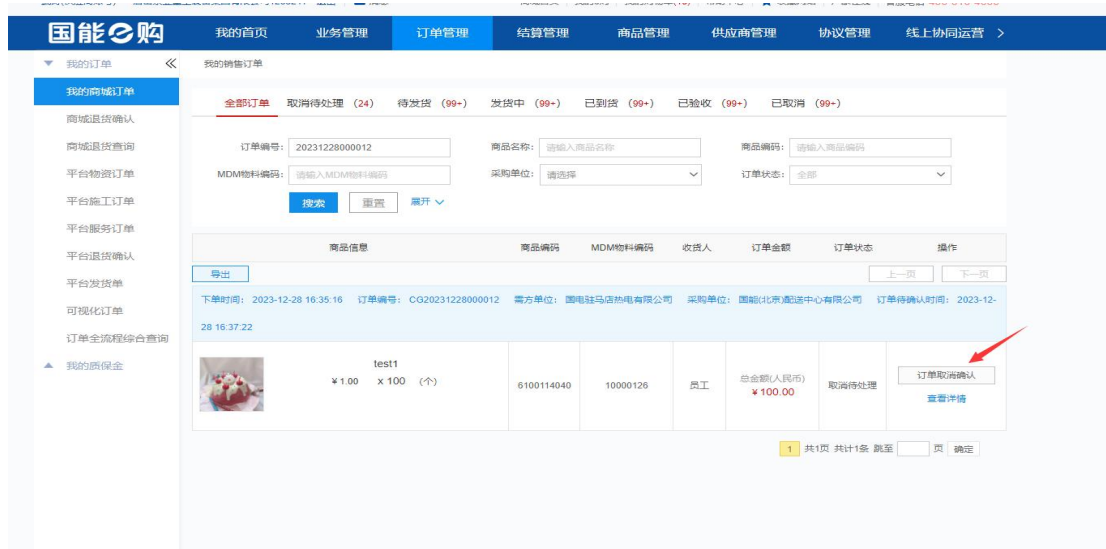 国能e购 我的首页 业务管理 订单管理 结算管理 商品管理 供应商管理 协议管理 线上协同运营 >
我的订单 我的销售订单
我的商城订单
全部订单 取消待处理 (24) 待发货 (99+) 发货中 (99+) 已到货 (99+) 已验收 (99+) 已取消 (99+)
商城退货确认
商城退货查询 订单编号: 20231228000012 商品名称: 请输入商品名称 商品编码: 请输入商品编码
平台物资订单 MDM物料编码: 请输入MDM物料编码 采购单位: 请选择 订单状态: 全部
平台施工订单 搜索 重置 展开
平台服务订单
平台退货确认 商品信息 商品编码 MDM物料编码 收货人 订单金额 订单状态 操作
平台发货单 导出 上一页 下一页
可视化订单 下单时间: 2023-12-28 16:35:16 订单编号: CG20231228000012 需方单位: 国电驻马店热电有限公司 采购单位: 国能(北京)配送中心有限公司 订单待确认时间: 2023-12-
订单全流程综合查询 28 16:37:22
我的质保金
test1
¥1.00 x 100 (个) 6100114040 10000126 员工 总金额(人民币) 取消待处理 订单取消确认
¥100.00 查看详情
1 共1页 共计1条 跳至 页 确定